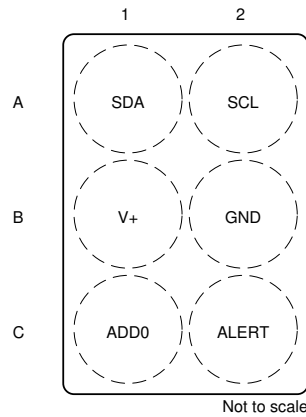 1 2
A SDA SCL
B V+ GND
C ADD0 ALERT
Not to scale